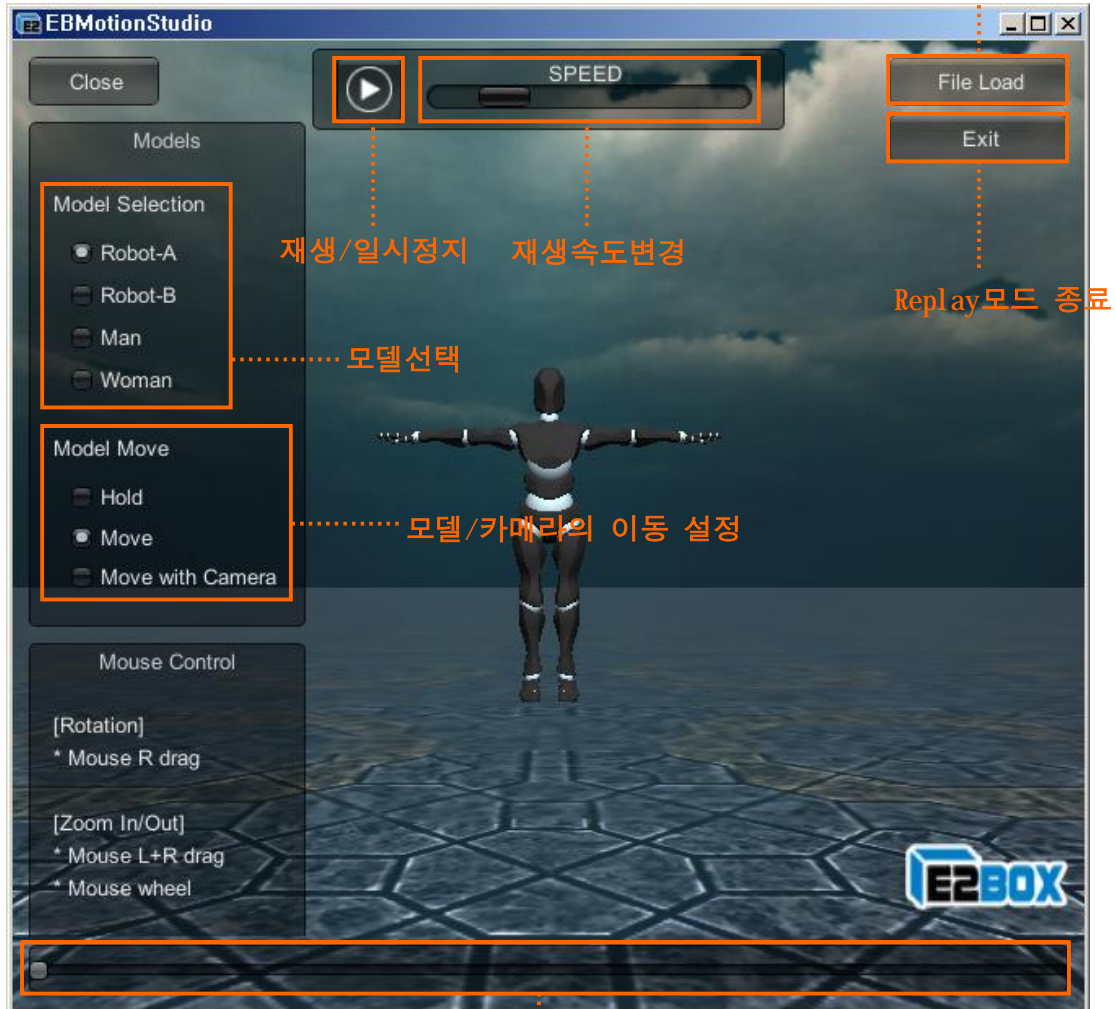 EBMotionStudio
Close
SPEED
File Load
Exit
Models
Model Selection
Robot-A
Robot-B
Man
Woman
재생/일시정지
재생속도변경
Replay모드 종료
모델선택
Model Move
Hold
Move
Move with Camera
모델/카메라의 이동 설정
Mouse Control
[Rotation]
* Mouse R drag
[Zoom In/Out]
* Mouse L+R drag
* Mouse wheel
E2BOX